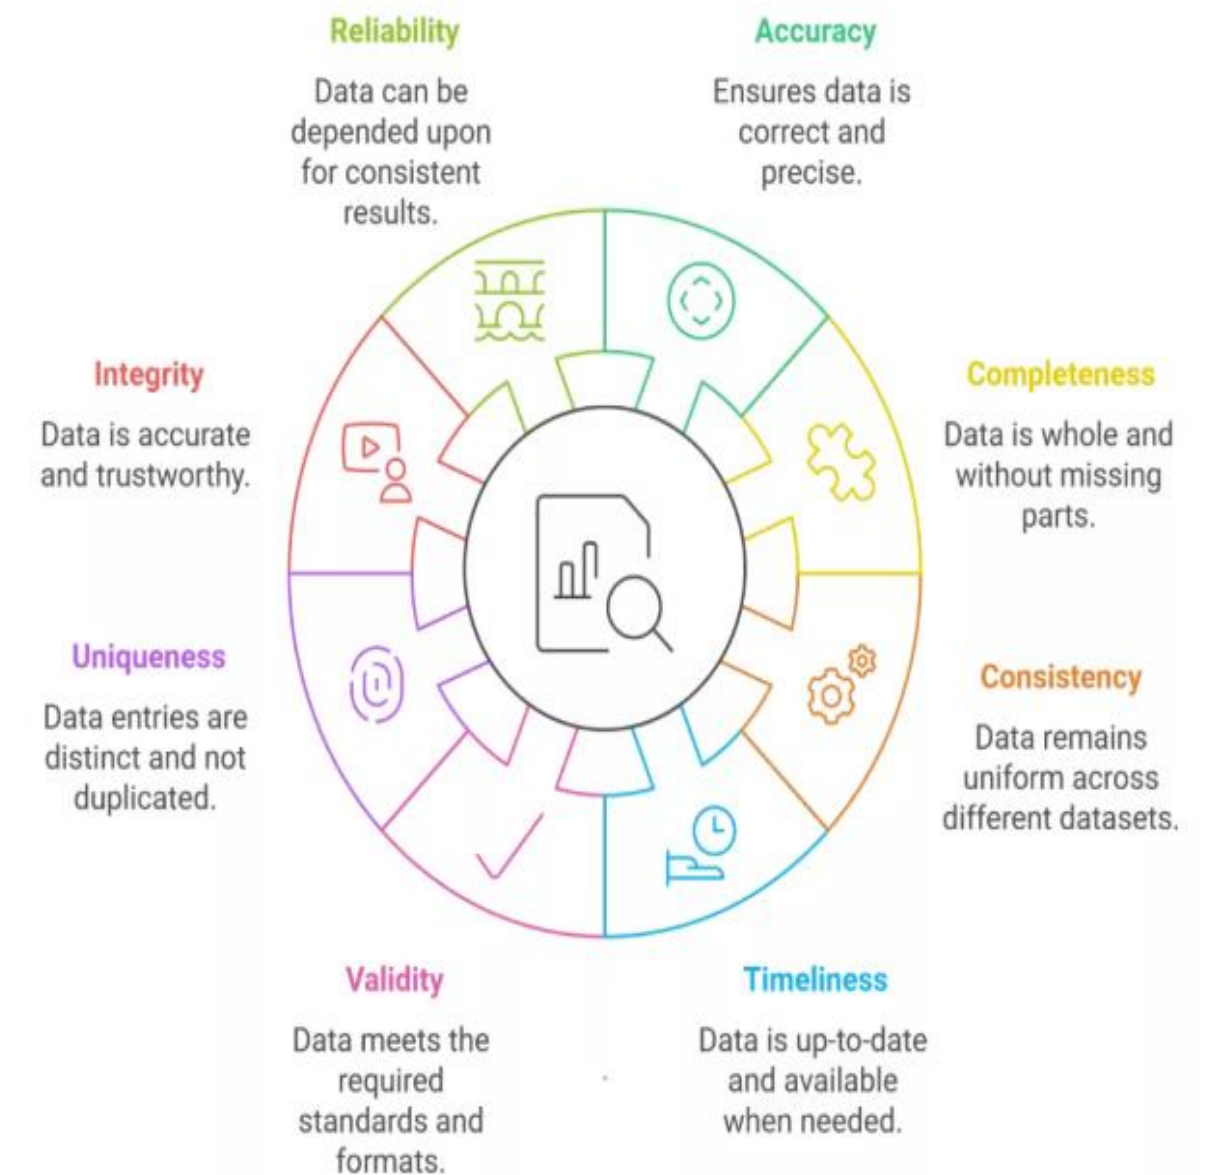 Reliability
Data can be
depended upon
for consistent
results.
Accuracy
Ensures data is
correct and
precise.
Integrity
Data is accurate
and trustworthy.
Completeness
Data is whole and
without missing
parts.
Uniqueness
Data entries are
distinct and not
duplicated.
Consistency
Data remains
uniform across
different datasets.
Validity
Data meets the
required
standards and
formats.
Timeliness
Data is up-to-date
and available
when needed.